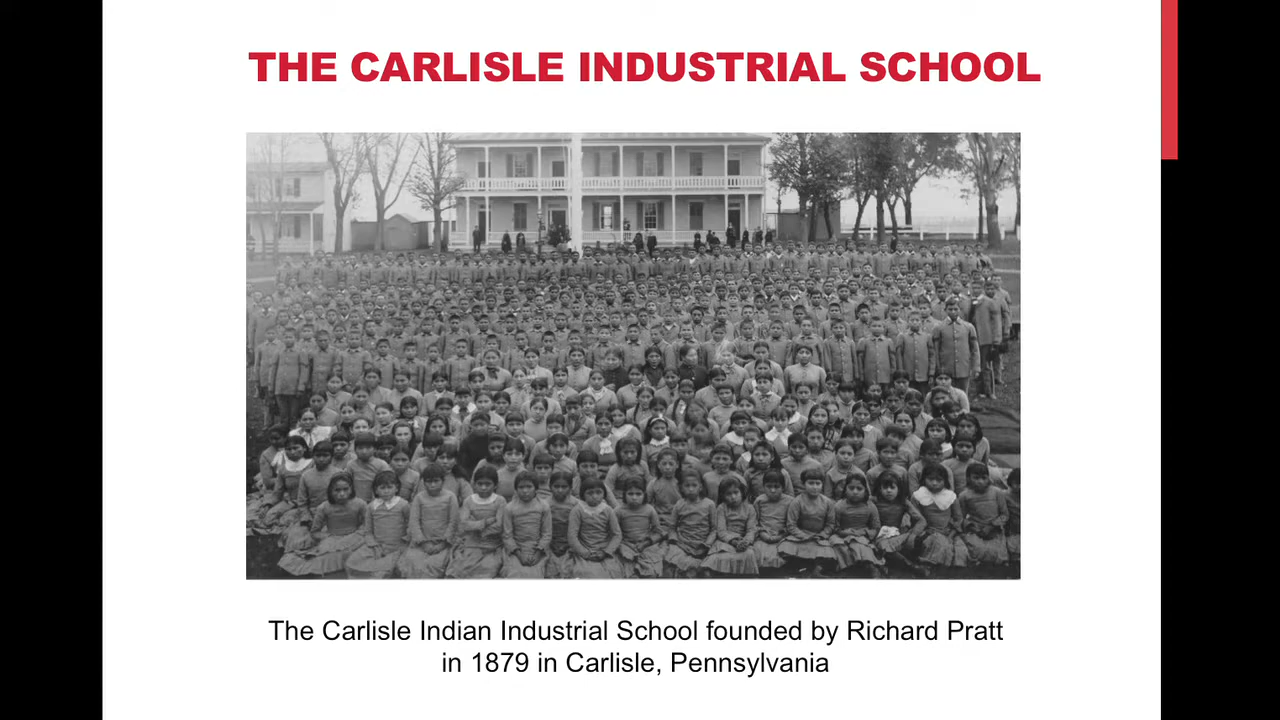 THE CARLISLE INDUSTRIAL SCHOOL
The Carlisle Indian Industrial School founded by Richard Pratt
in 1879 in Carlisle, Pennsylvania